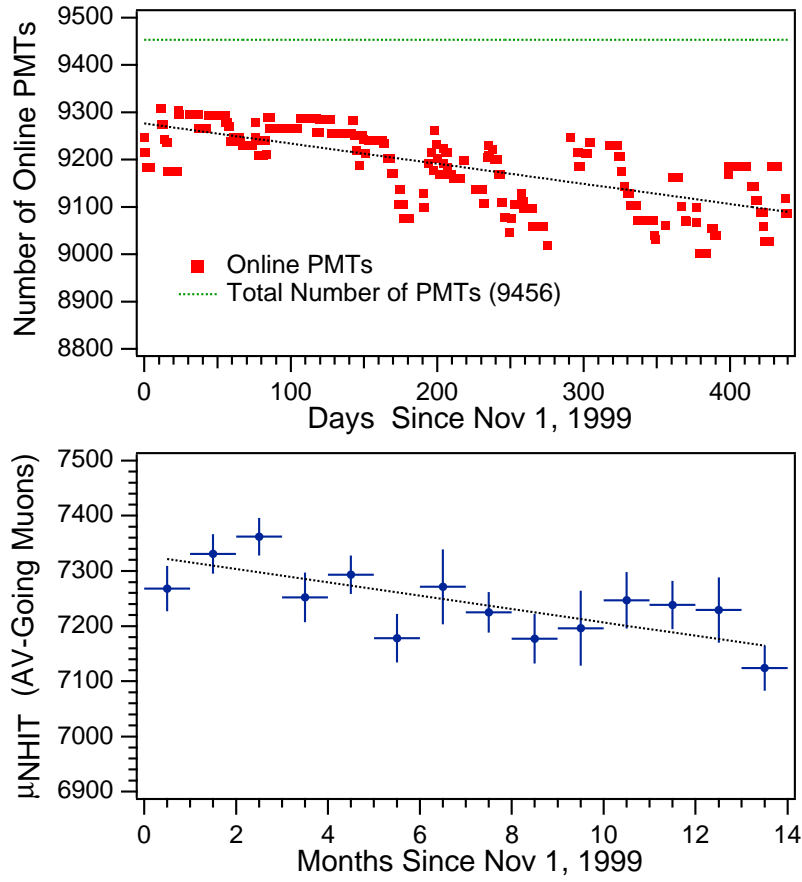 9500
9400
9300
9200
9100
9000
8900
8800
Number of Online PMTs
Online PMTs
Total Number of PMTs (9456)
0 100 200 300 400
Days Since Nov 1, 1999
7500
7400
7300
7200
7100
7000
6900
μNHIT (AV-Going Muons)
0 2 4 6 8 10 12 14
Months Since Nov 1, 1999